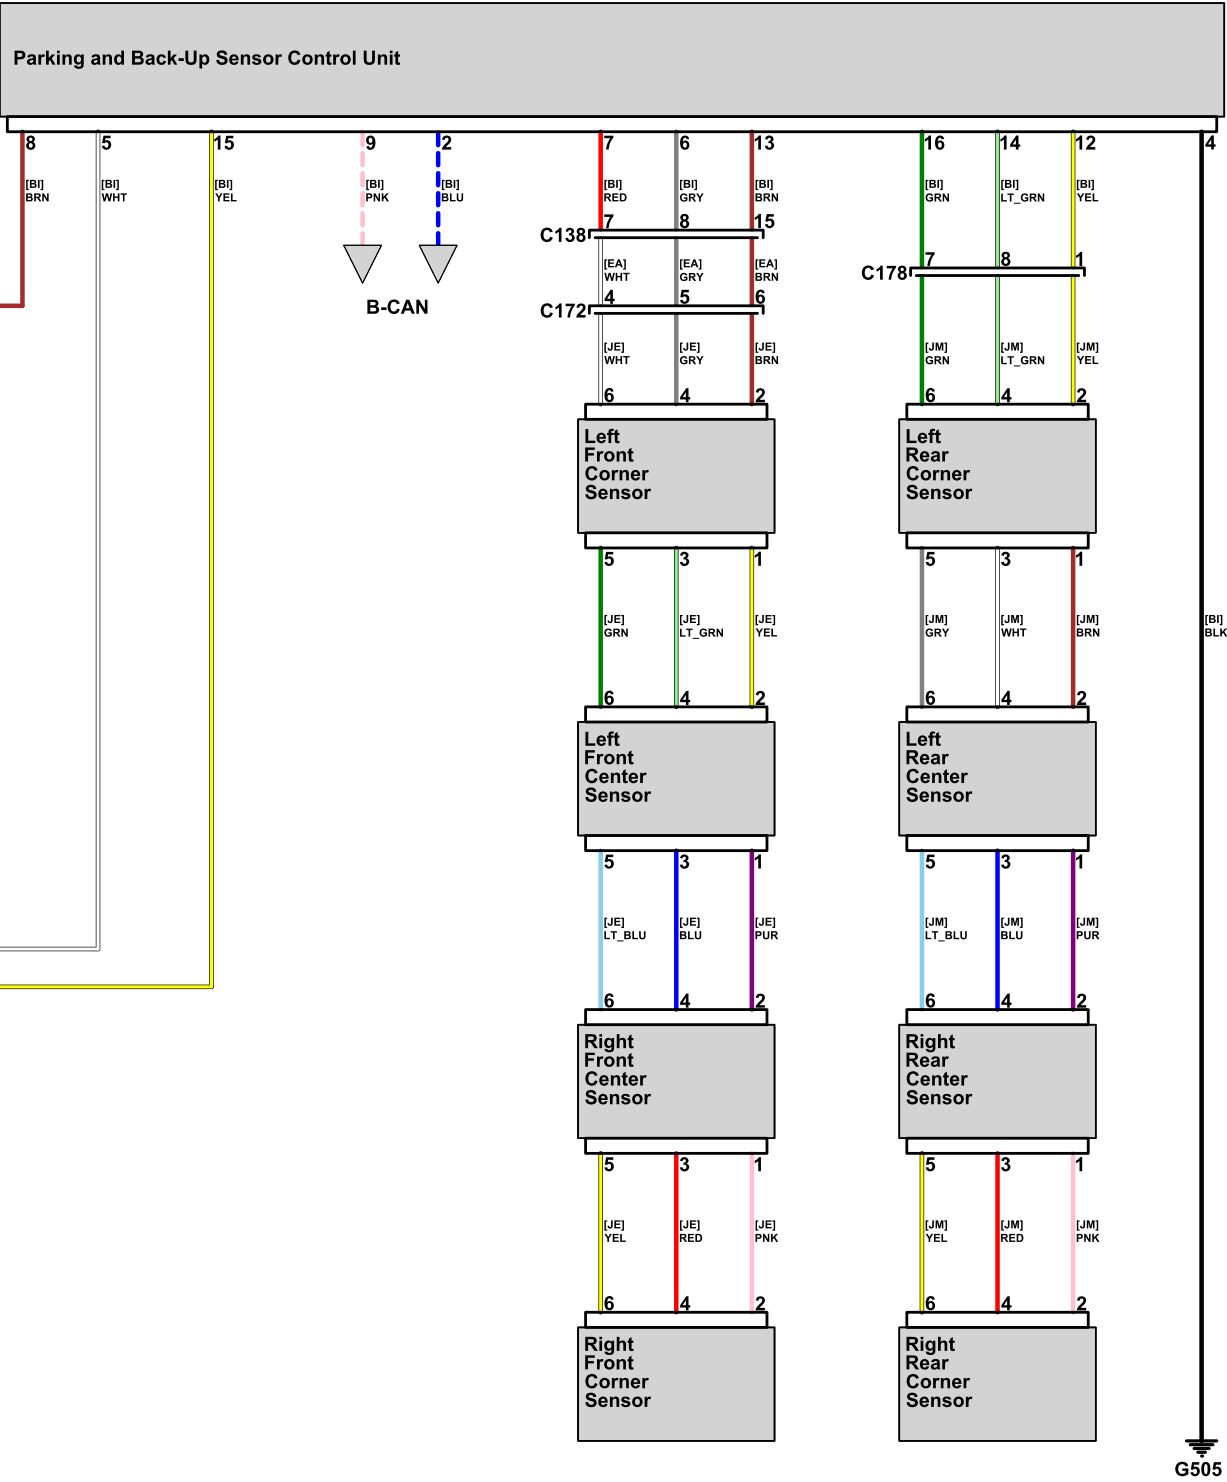 Parking and Back-Up Sensor Control Unit
8 5 15 9 2 7 6 13 16 14 12 4
[BI] [BI] [BI] [BI] [BI] [BI] [BI] [BI] [BI] [BI] [BI]
BRN WHT YEL PNK BLU RED GRY BRN GRN LT_GRN YEL
7 8 15
C138
[EA] [EA] [EA]
WHT GRY BRN
7 8 1
C178
4 5 6
C172
B-CAN
[JE] [JE] [JE] [JM] [JM] [JM]
WHT GRY BRN GRN LT_GRN YEL
6 4 2 6 4 2
Left
Front
Corner
Sensor
Left
Rear
Corner
Sensor
5 3 1 5 3 1
[JE] [JE] [JE] [JM] [JM] [JM] [BI]
GRN LT_GRN YEL GRY WHT BRN BLK
6 4 2 6 4 2
Left
Front
Center
Sensor
Left
Rear
Center
Sensor
5 3 1 5 3 1
[JE] [JE] [JE] [JM] [JM] [JM]
LT_BLU BLU PUR LT_BLU BLU PUR
6 4 2 6 4 2
Right
Front
Center
Sensor
Right
Rear
Center
Sensor
5 3 1 5 3 1
[JE] [JE] [JE] [JM] [JM] [JM]
YEL RED PNK YEL RED PNK
6 4 2 6 4 2
Right
Front
Corner
Sensor
Right
Rear
Corner
Sensor
G505